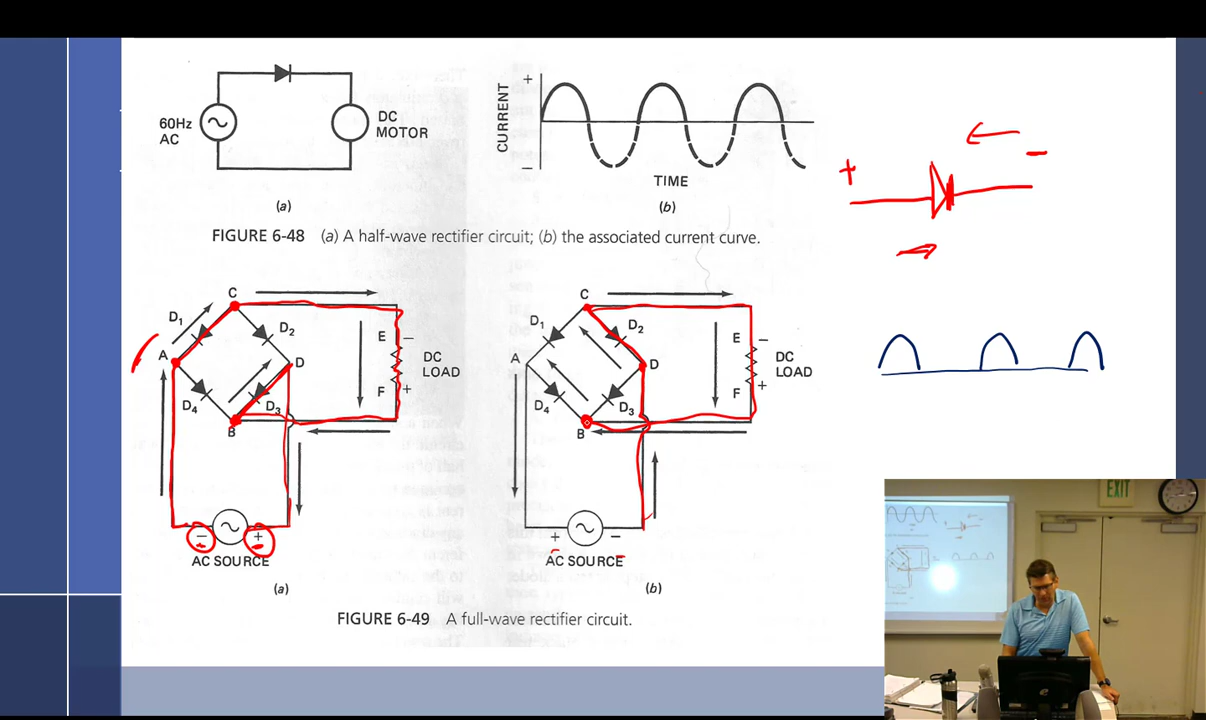 60Hz
AC
DC
MOTOR
(a)
CURRENT
+
−
TIME
(b)
+
−
FIGURE 6-48 (a) A half-wave rectifier circuit; (b) the associated current curve.
C
D1
D2
A
D
D4
D3
B
E −
F +
DC
LOAD
− +
AC SOURCE
(a)
C
D1
D2
A
D
D4
D3
B
E −
F +
DC
LOAD
+ −
AC SOURCE
(b)
FIGURE 6-49 A full-wave rectifier circuit.
EXIT